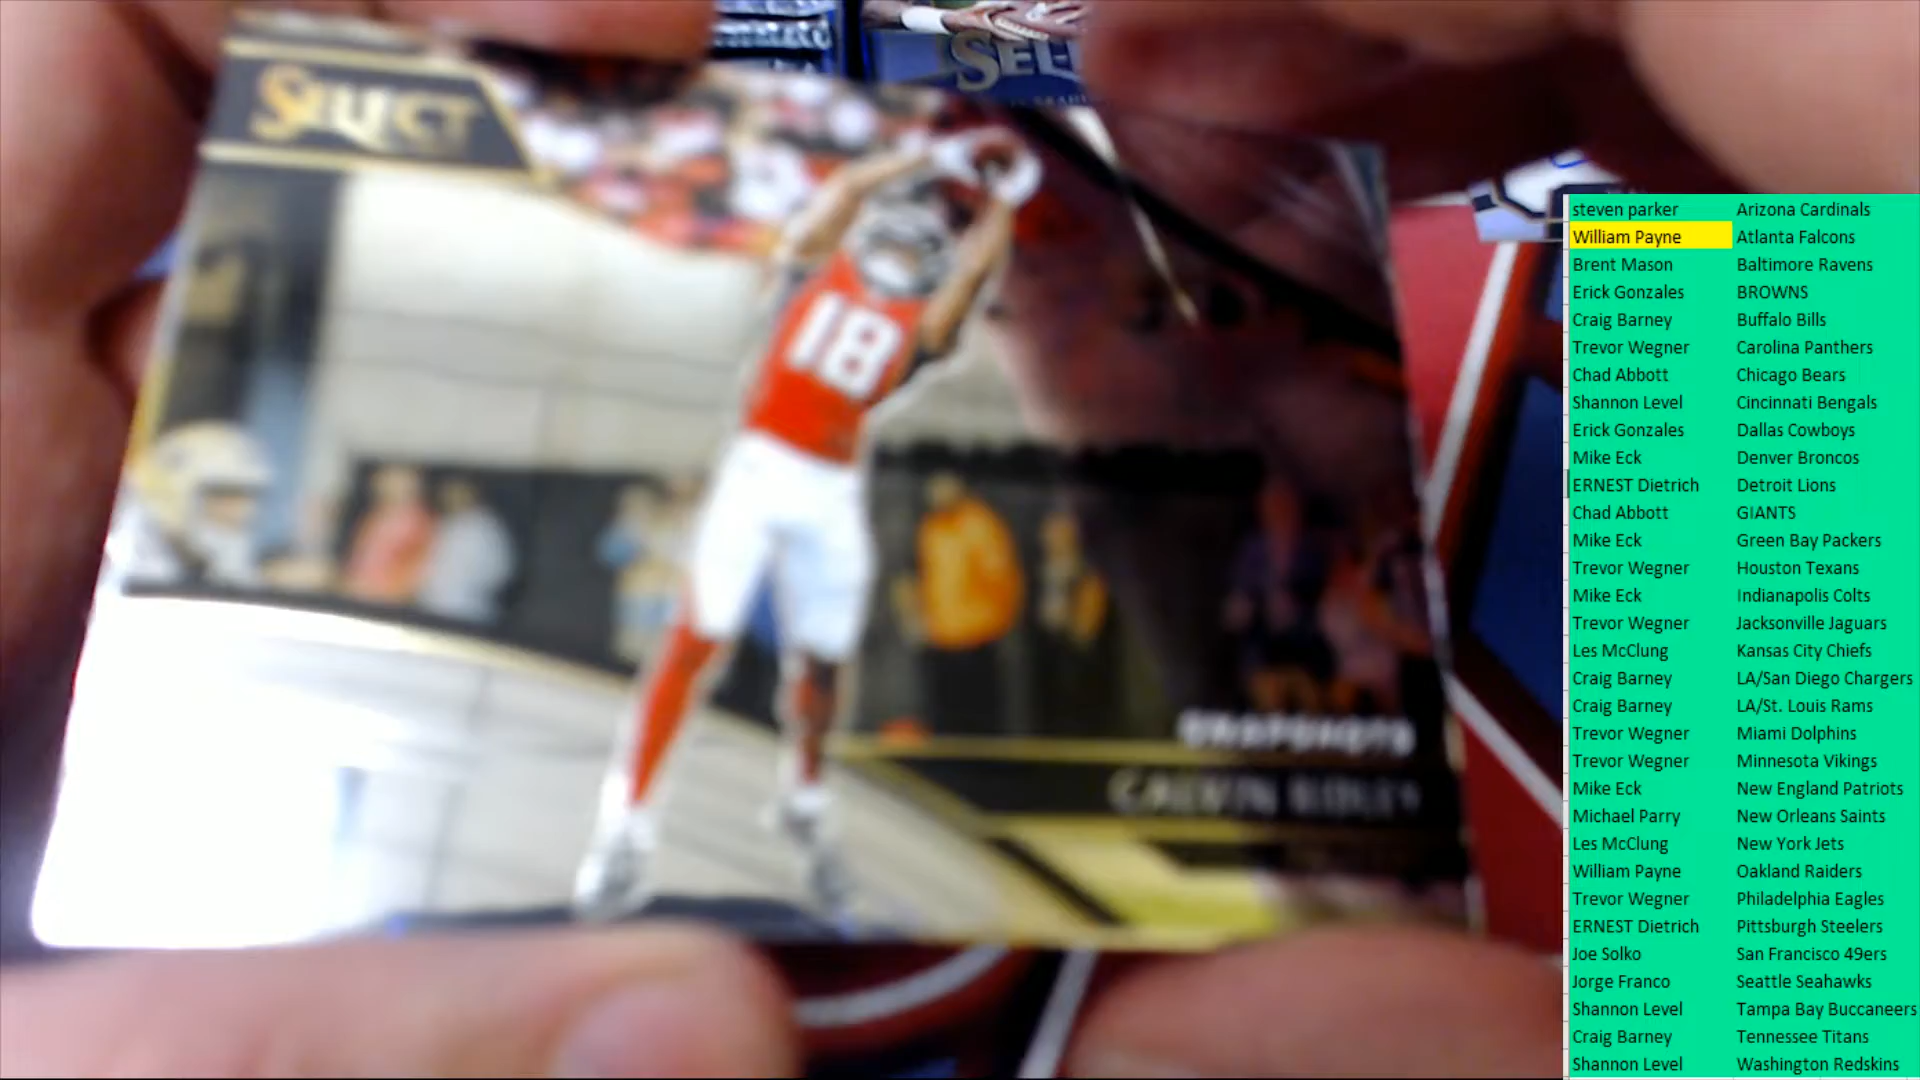 SELECT
SEL
18
SNAPSHOTS
CALVIN RIDLEY
steven parker Arizona Cardinals
William Payne Atlanta Falcons
Brent Mason Baltimore Ravens
Erick Gonzales BROWNS
Craig Barney Buffalo Bills
Trevor Wegner Carolina Panthers
Chad Abbott Chicago Bears
Shannon Level Cincinnati Bengals
Erick Gonzales Dallas Cowboys
Mike Eck Denver Broncos
ERNEST Dietrich Detroit Lions
Chad Abbott GIANTS
Mike Eck Green Bay Packers
Trevor Wegner Houston Texans
Mike Eck Indianapolis Colts
Trevor Wegner Jacksonville Jaguars
Les McClung Kansas City Chiefs
Craig Barney LA/San Diego Chargers
Craig Barney LA/St. Louis Rams
Trevor Wegner Miami Dolphins
Trevor Wegner Minnesota Vikings
Mike Eck New England Patriots
Michael Parry New Orleans Saints
Les McClung New York Jets
William Payne Oakland Raiders
Trevor Wegner Philadelphia Eagles
ERNEST Dietrich Pittsburgh Steelers
Joe Solko San Francisco 49ers
Jorge Franco Seattle Seahawks
Shannon Level Tampa Bay Buccaneers
Craig Barney Tennessee Titans
Shannon Level Washington Redskins